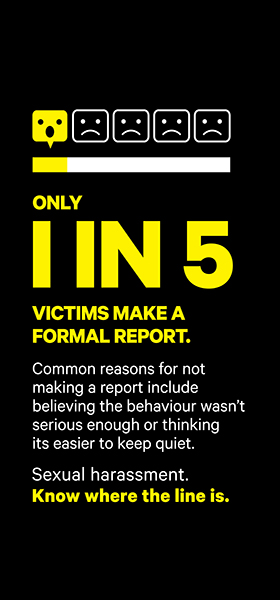 ONLY
1 IN 5
VICTIMS MAKE A
FORMAL REPORT.
Common reasons for not
making a report include
believing the behaviour wasn't
serious enough or thinking
its easier to keep quiet.
Sexual harassment.
Know where the line is.